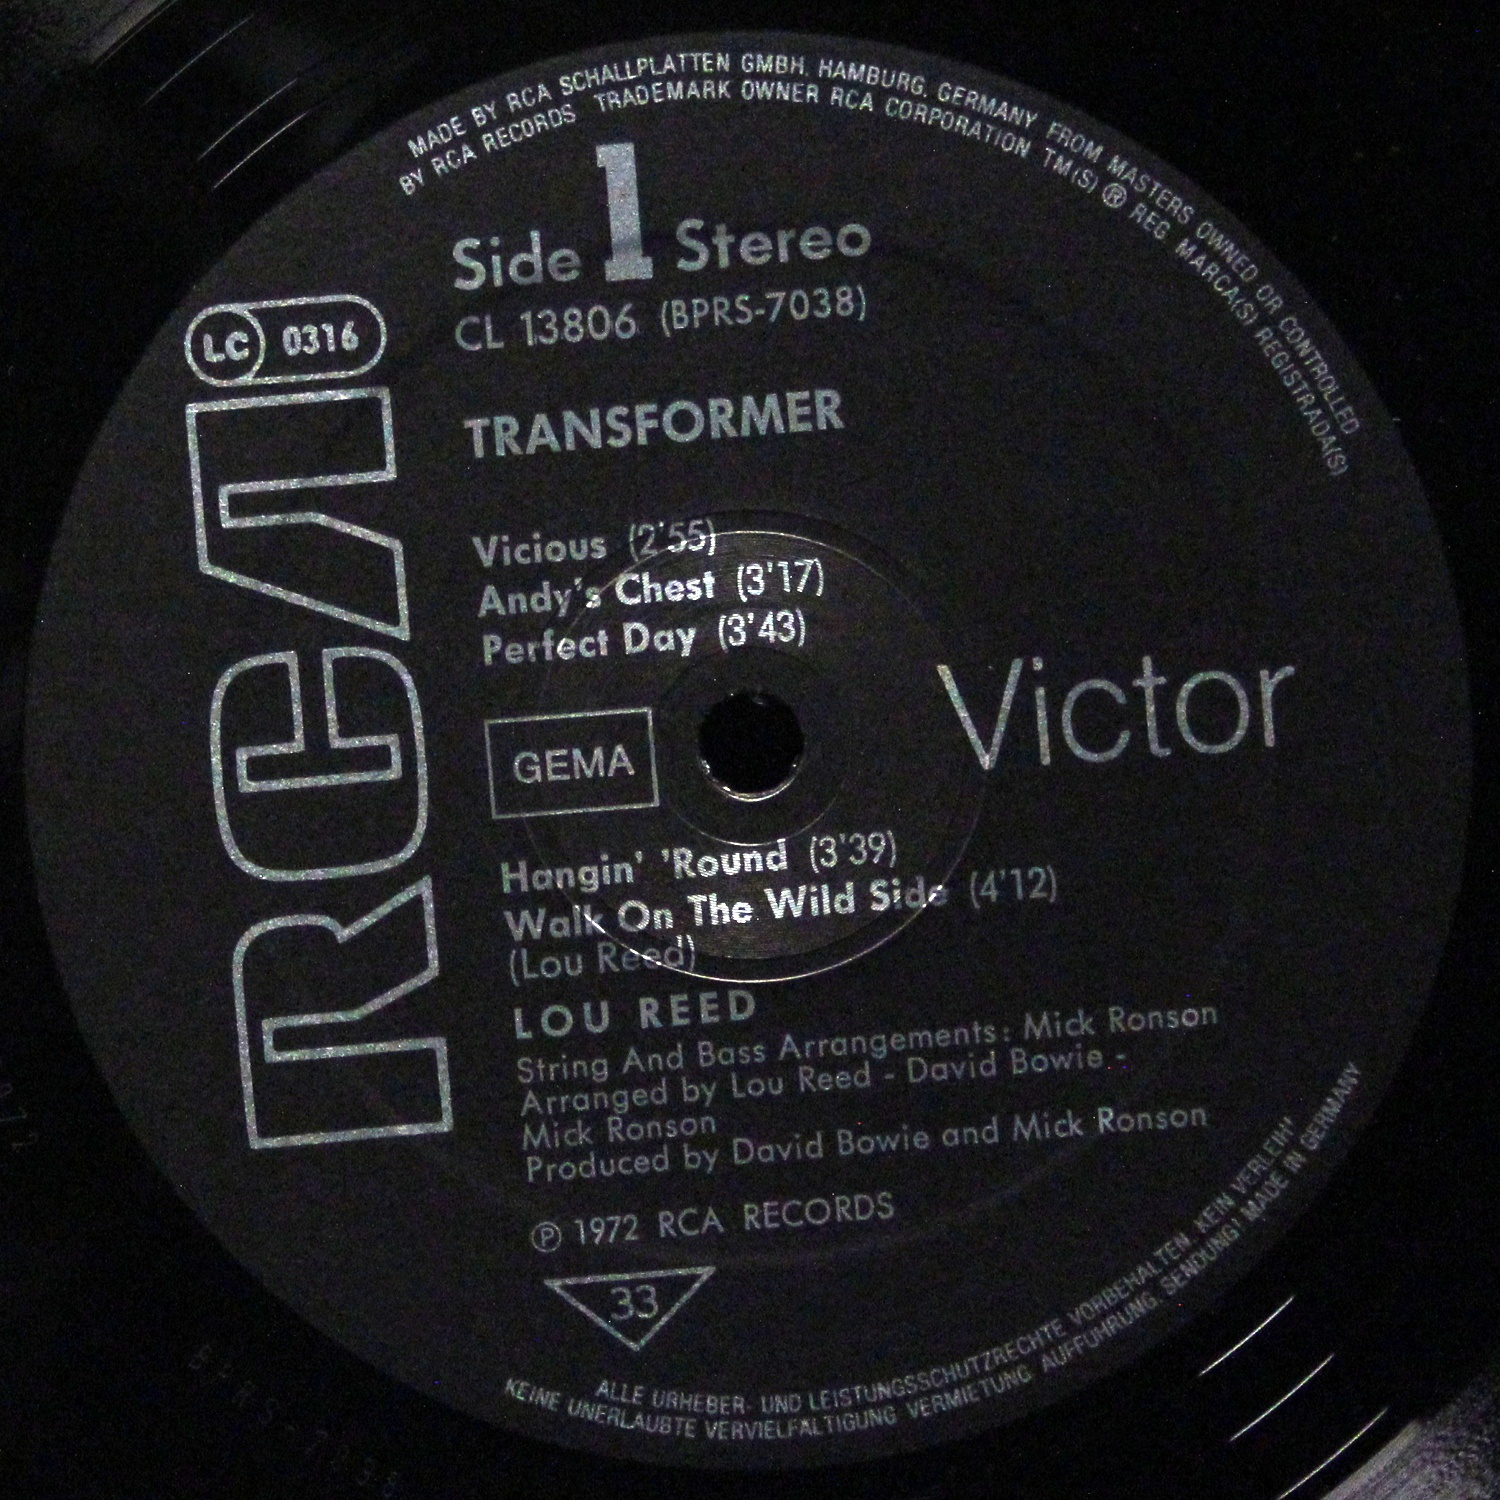 MADE BY RCA SCHALLPLATTEN GMBH. HAMBURG. GERMANY FROM MASTERS OWNED OR CONTROLLED
BY RCA RECORDS TRADEMARK OWNER RCA CORPORATION TM(S) ® REG. MARCA(S) REGISTRADA(S)
Side 1 Stereo
CL 13806 (BPRS-7038)
LC 0316
TRANSFORMER
Vicious (2'55)
Andy's Chest (3'17)
Perfect Day (3'43)
RCA
Victor
GEMA
Hangin' 'Round (3'39)
Walk On The Wild Side (4'12)
(Lou Reed)
LOU REED
String And Bass Arrangements: Mick Ronson
Arranged by Lou Reed - David Bowie -
Mick Ronson
Produced by David Bowie and Mick Ronson
℗ 1972 RCA RECORDS
33
ALLE URHEBER- UND LEISTUNGSSCHUTZRECHTE VORBEHALTEN. KEIN VERLEIH!
KEINE UNERLAUBTE VERVIELFÄLTIGUNG. VERMIETUNG. AUFFÜHRUNG. SENDUNG! MADE IN GERMANY